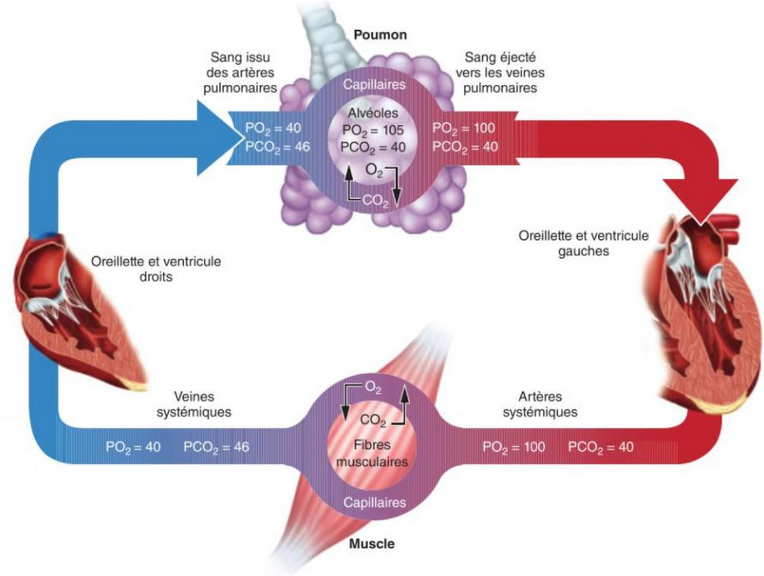 Poumon
Sang issu
des artères
pulmonaires
Sang éjecté
vers les veines
pulmonaires
Capillaires
PO₂ = 40
PCO₂ = 46
Alvéoles
PO₂ = 105
PCO₂ = 40
O₂
CO₂
PO₂ = 100
PCO₂ = 40
Oreillette et ventricule
droits
Oreillette et ventricule
gauches
Veines
systémiques
PO₂ = 40 PCO₂ = 46
O₂
CO₂
Fibres
musculaires
Capillaires
Artères
systémiques
PO₂ = 100 PCO₂ = 40
Muscle